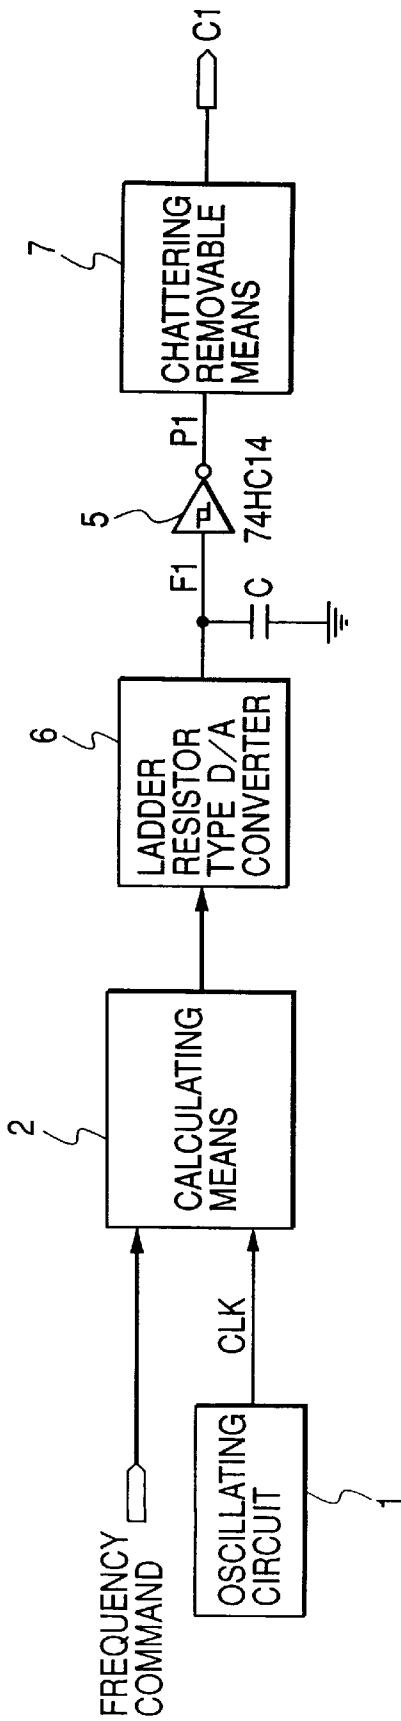 FREQUENCY
COMMAND
OSCILLATING
CIRCUIT
1
CLK
2
CALCULATING
MEANS
6
LADDER
RESISTOR
TYPE D/A
CONVERTER
F1
C
5
74HC14
P1
7
CHATTERING
REMOVABLE
MEANS
C1